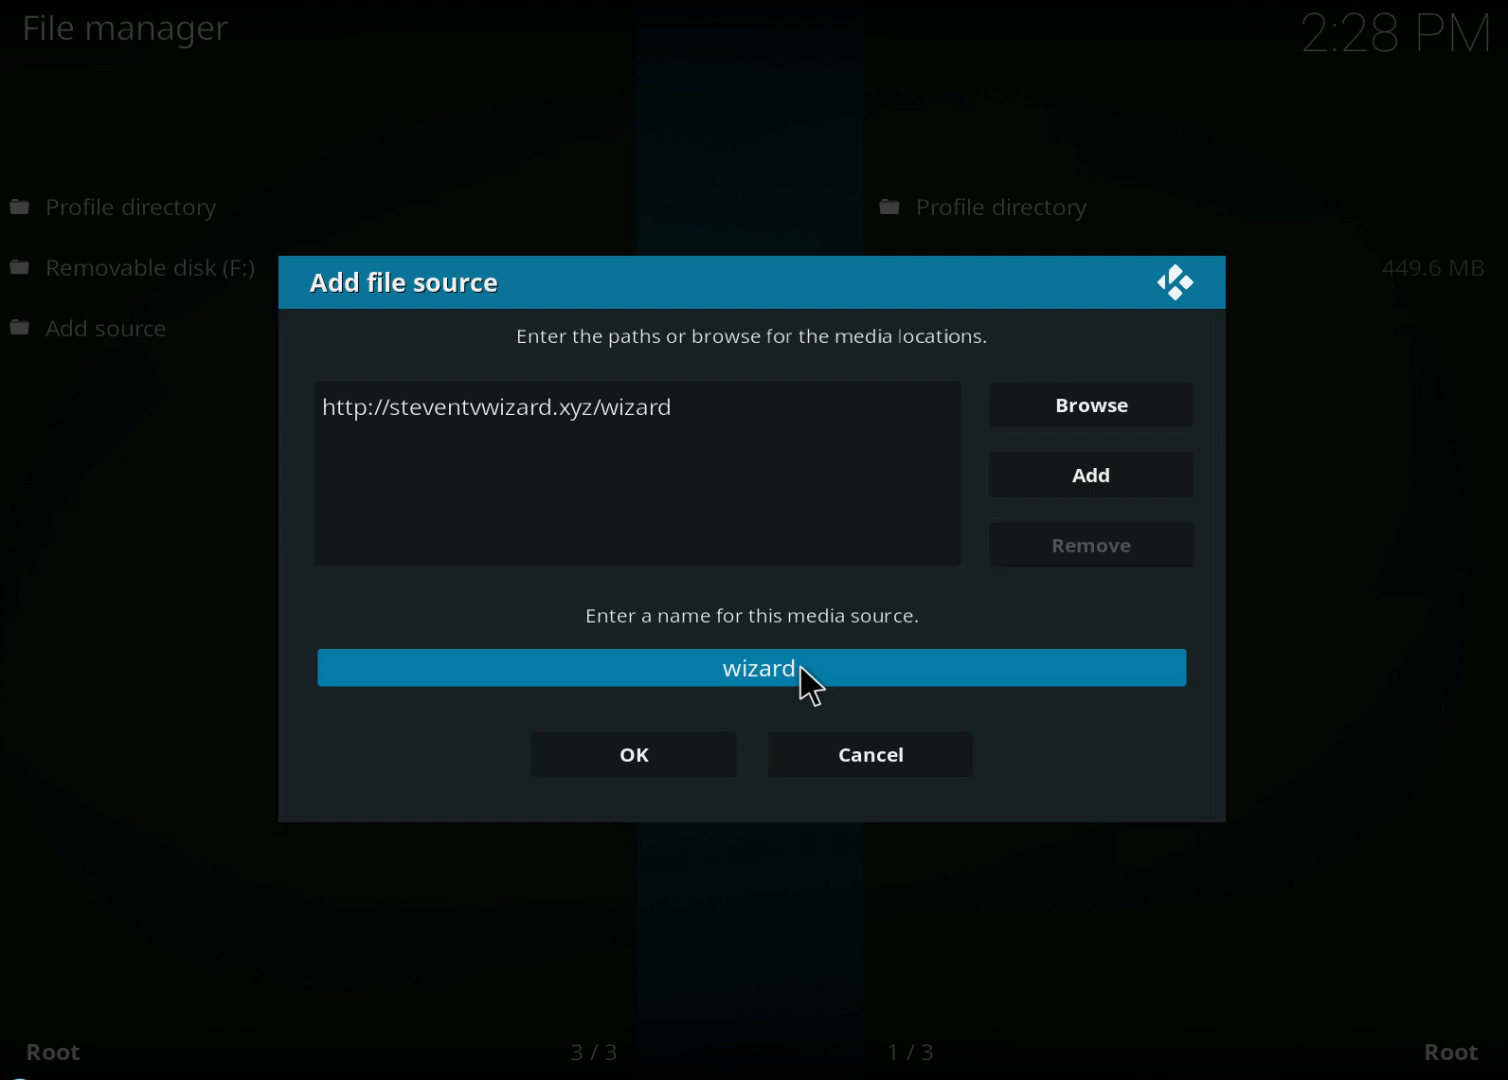 File manager
2:28 PM
Profile directory
Profile directory
Removable disk (F:)
449.6 MB
Add source
Add file source
Enter the paths or browse for the media locations.
http://steventvwizard.xyz/wizard
Browse
Add
Remove
Enter a name for this media source.
wizard
OK
Cancel
Root
3 / 3
1 / 3
Root